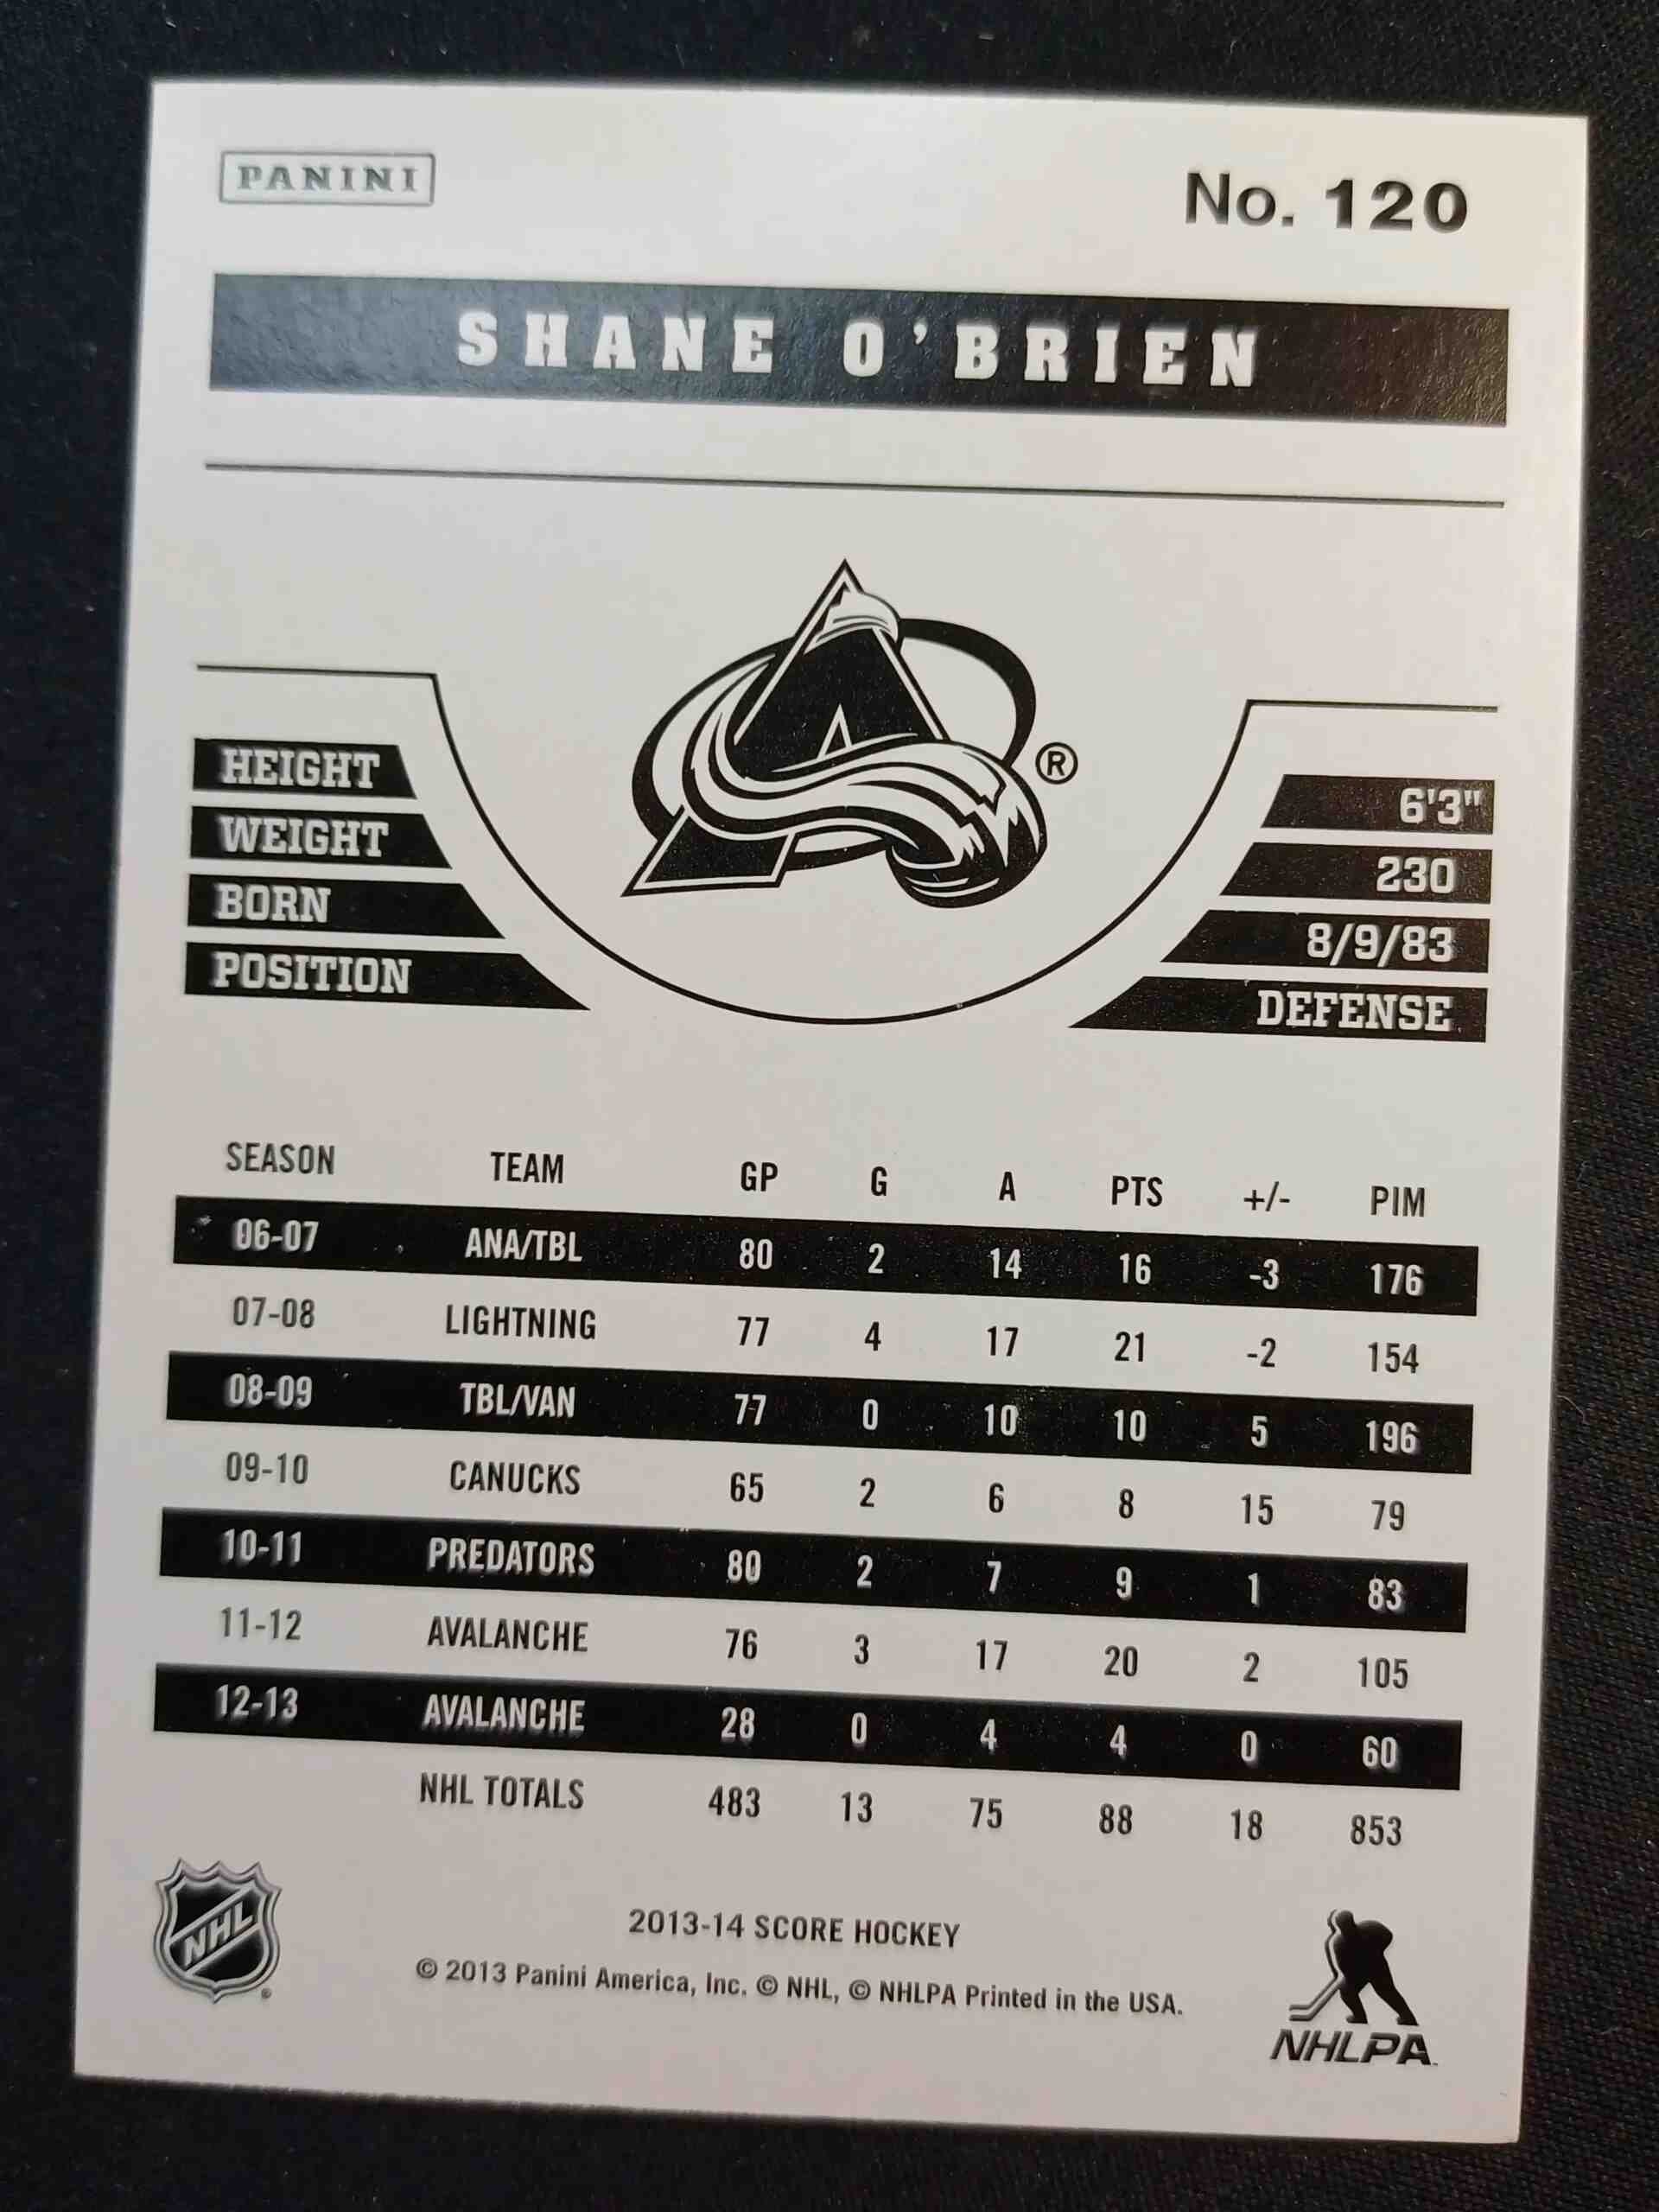 PANINI
No. 120
SHANE O'BRIEN
®
HEIGHT 6'3"
WEIGHT 230
BORN 8/9/83
POSITION DEFENSE
SEASON TEAM GP G A PTS +/- PIM
06-07 ANA/TBL 80 2 14 16 -3 176
07-08 LIGHTNING 77 4 17 21 -2 154
08-09 TBL/VAN 77 0 10 10 5 196
09-10 CANUCKS 65 2 6 8 15 79
10-11 PREDATORS 80 2 7 9 1 83
11-12 AVALANCHE 76 3 17 20 2 105
12-13 AVALANCHE 28 0 4 4 0 60
NHL TOTALS 483 13 75 88 18 853
NHL
2013-14 SCORE HOCKEY
© 2013 Panini America, Inc. © NHL, © NHLPA Printed in the USA.
NHLPA